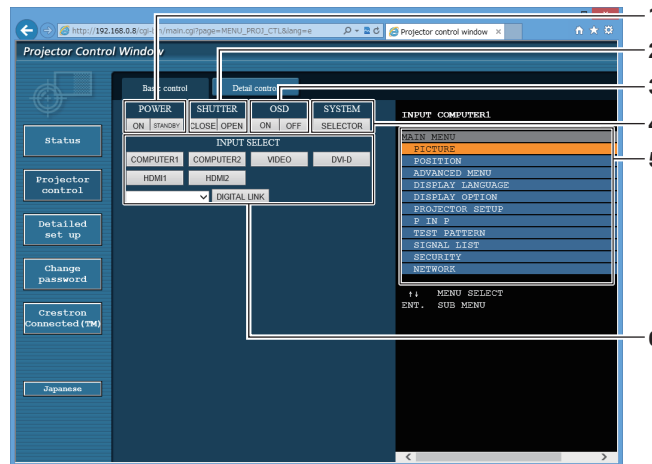 http://192.168.0.8/cgi-bin/main.cgi?page=MENU_PROJ_CTL&lang=e
Projector control window
Projector Control Window
Basic control
Detail control
POWER
SHUTTER
OSD
SYSTEM
ON
STANDBY
CLOSE
OPEN
ON
OFF
SELECTOR
INPUT SELECT
COMPUTER1
COMPUTER2
VIDEO
DVI-D
HDMI1
HDMI2
DIGITAL LINK
Status
Projector
control
Detailed
set up
Change
password
Crestron
Connected(TM)
Japanese
INPUT COMPUTER1
MAIN MENU
PICTURE
POSITION
ADVANCED MENU
DISPLAY LANGUAGE
DISPLAY OPTION
PROJECTOR SETUP
P IN P
TEST PATTERN
SIGNAL LIST
SECURITY
NETWORK
↑↓ MENU SELECT
ENT. SUB MENU
1
2
3
4
5
6